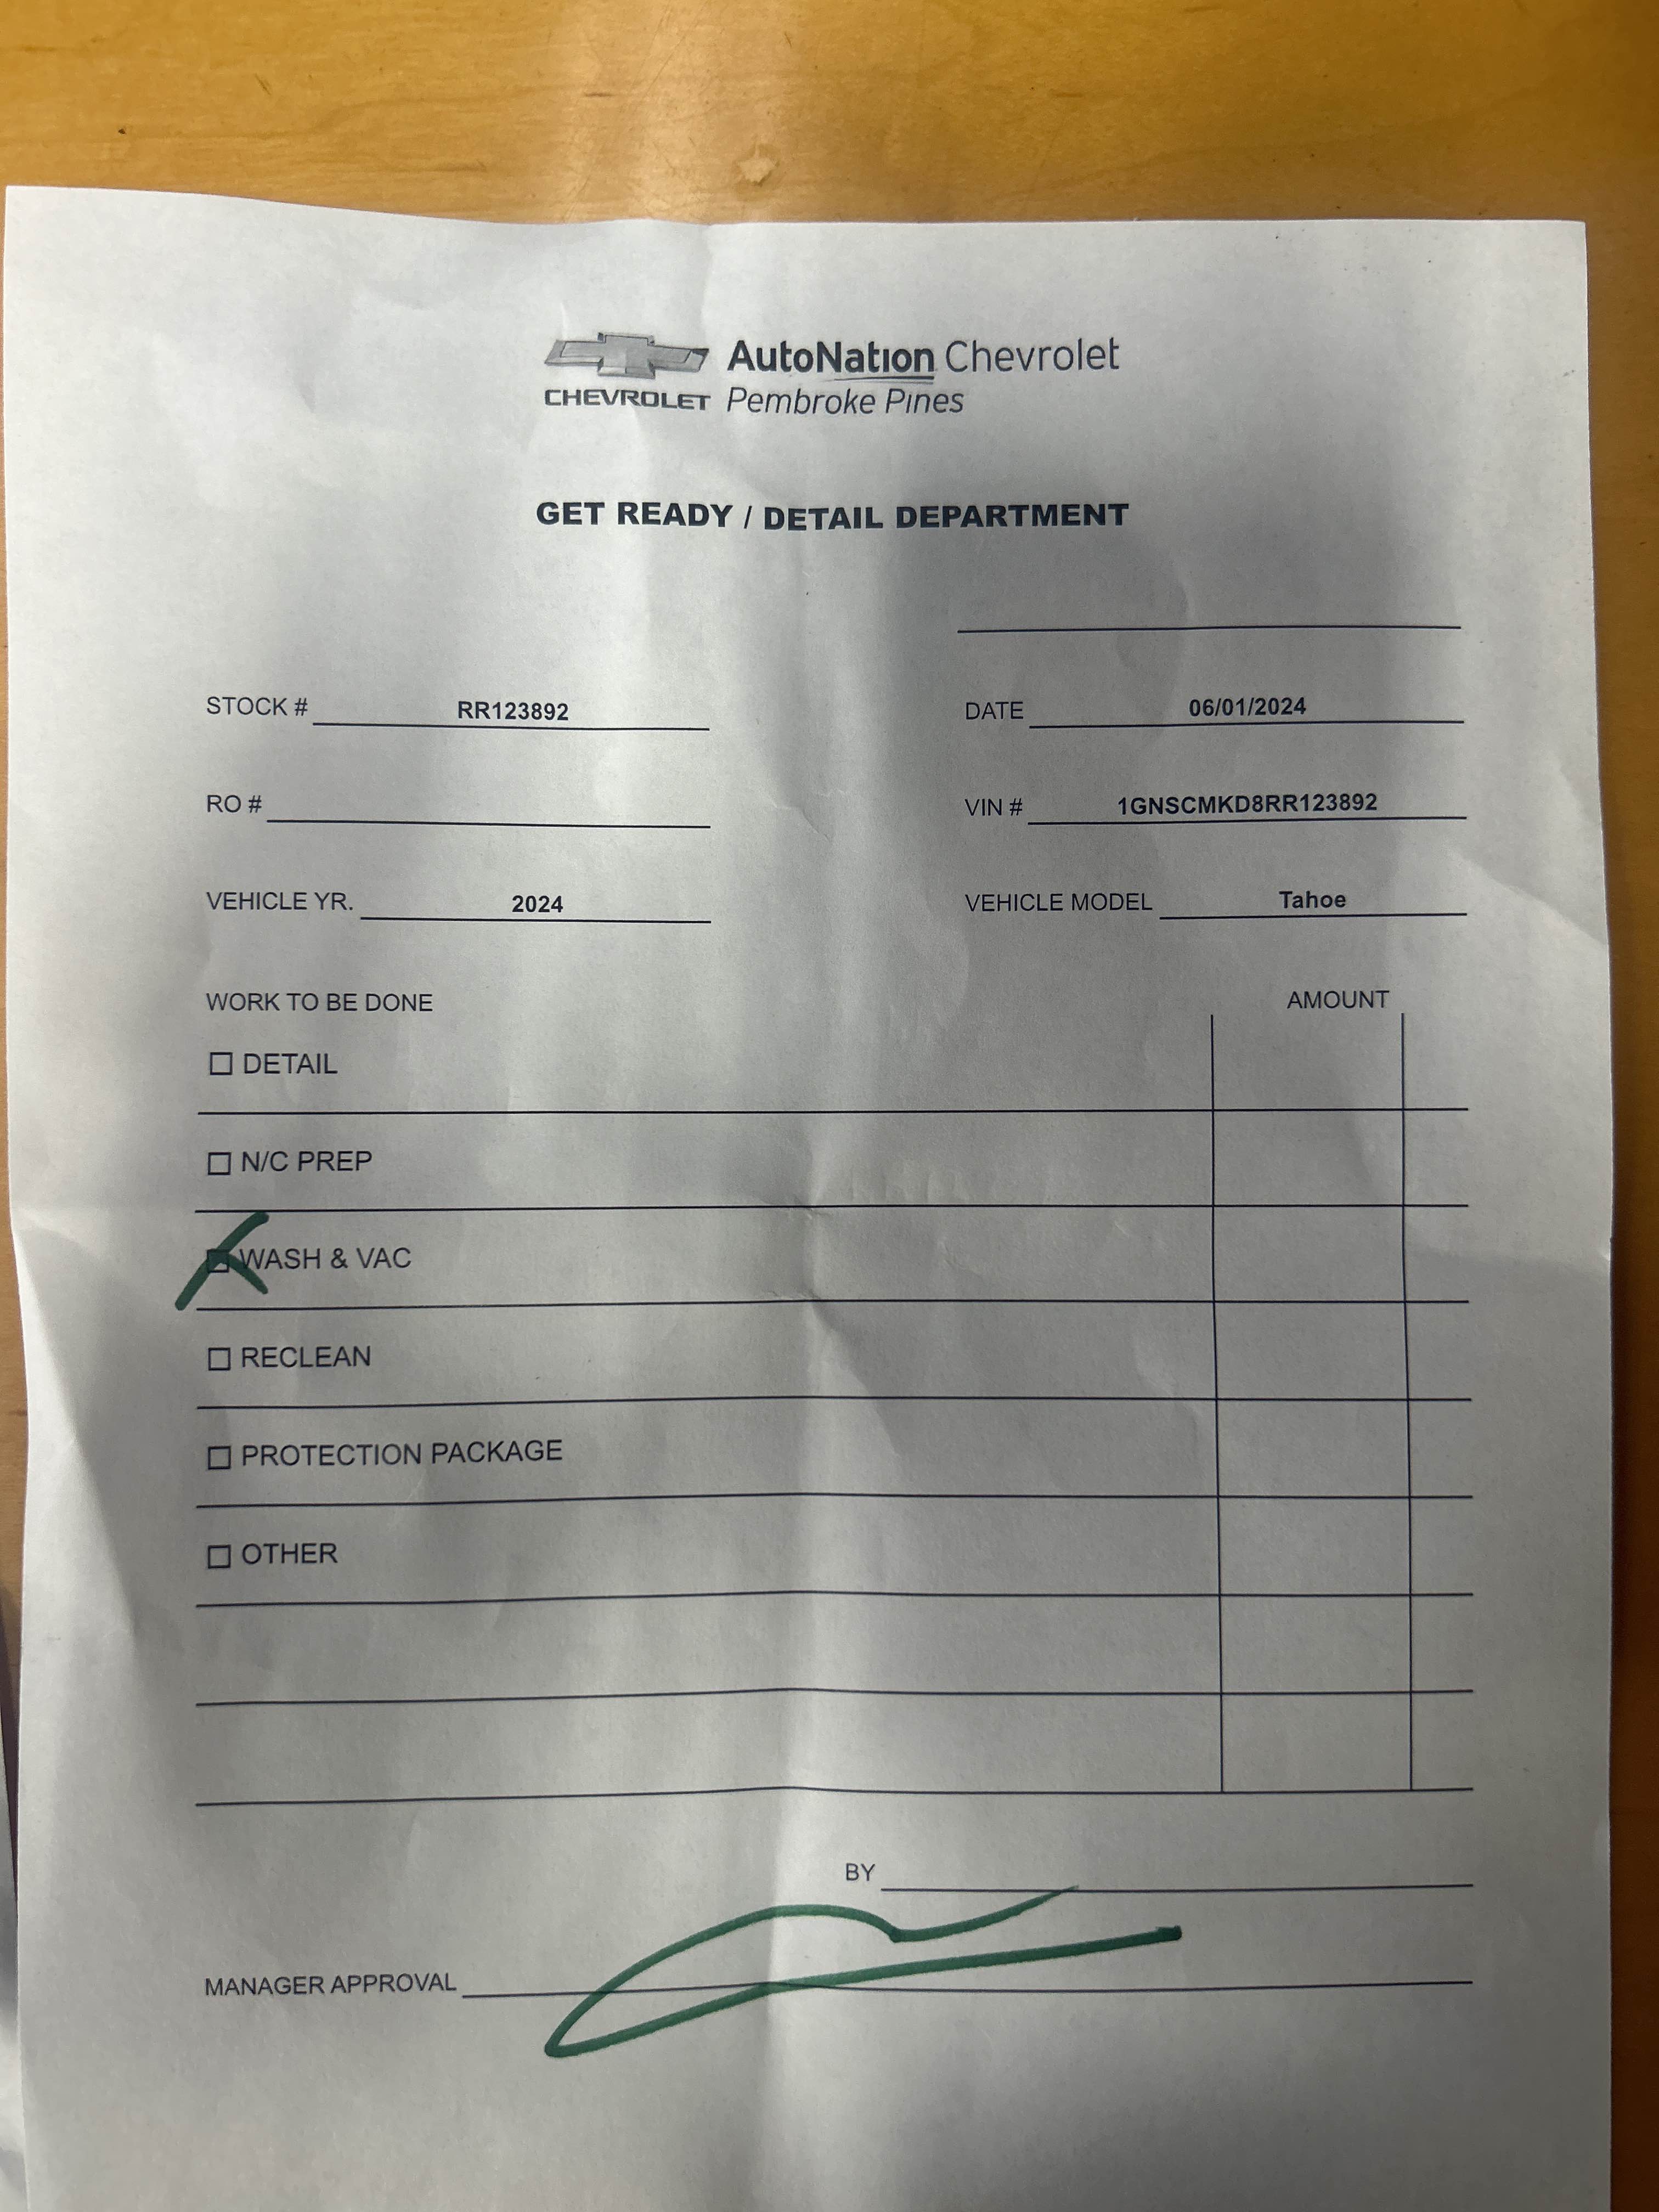 AutoNation Chevrolet
CHEVROLET Pembroke Pines
GET READY / DETAIL DEPARTMENT
STOCK # RR123892 DATE 06/01/2024
RO # VIN # 1GNSCMKD8RR123892
VEHICLE YR. 2024 VEHICLE MODEL Tahoe
WORK TO BE DONE AMOUNT
☐ DETAIL
☐ N/C PREP
☒ WASH & VAC
☐ RECLEAN
☐ PROTECTION PACKAGE
☐ OTHER
BY
MANAGER APPROVAL